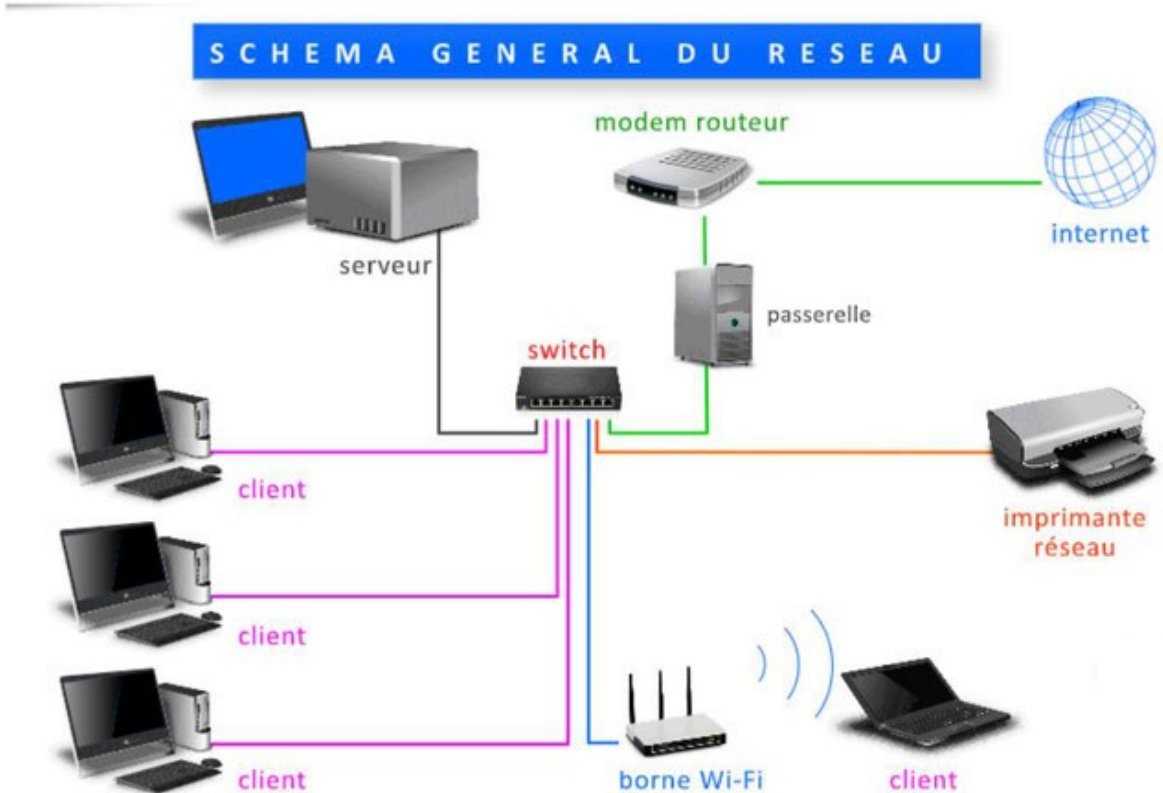 SCHEMA GENERAL DU RESEAU
modem routeur
internet
serveur
passerelle
switch
client
imprimante
réseau
client
client
borne Wi-Fi
client